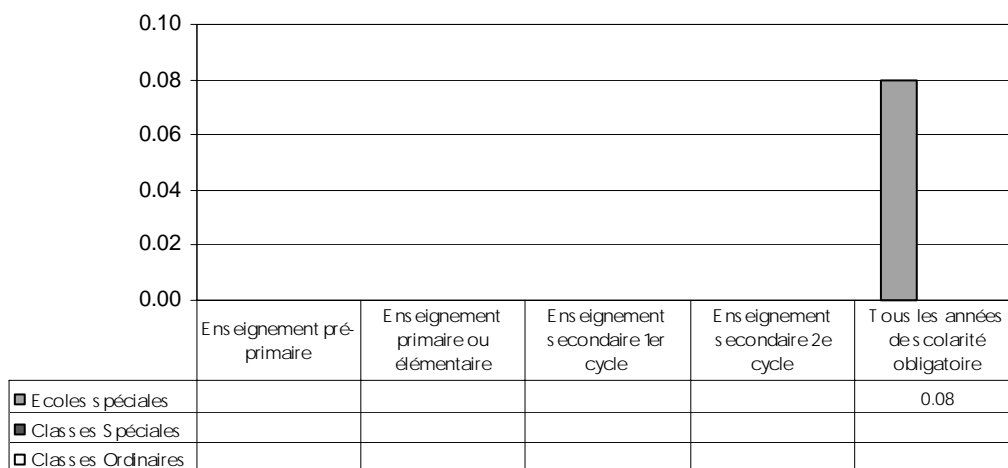 0.10
0.08
0.06
0.04
0.02
0.00
Enseignement pré-
primaire
Enseignement
primaire ou
élémentaire
Enseignement
secondaire 1er
cycle
Enseignement
secondaire 2e
cycle
Tous les années
de scolarité
obligatoire
Ecoles spéciales 0.08
Classes Spéciales
Classes Ordinaires